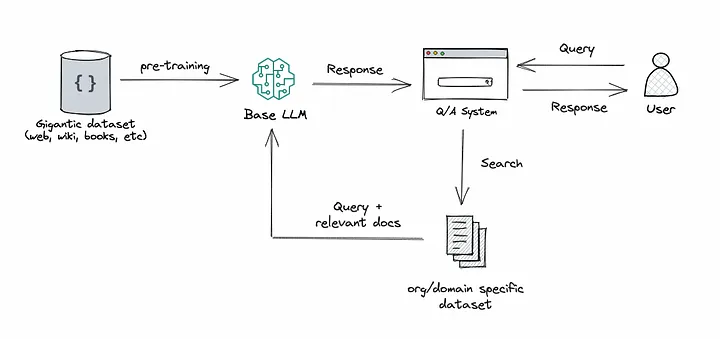 pre-training
Response
Query
{ }
Response
Gigantic dataset
(web, wiki, books, etc)
Base LLM
Q/A System
User
Search
Query +
relevant docs
org/domain specific
dataset